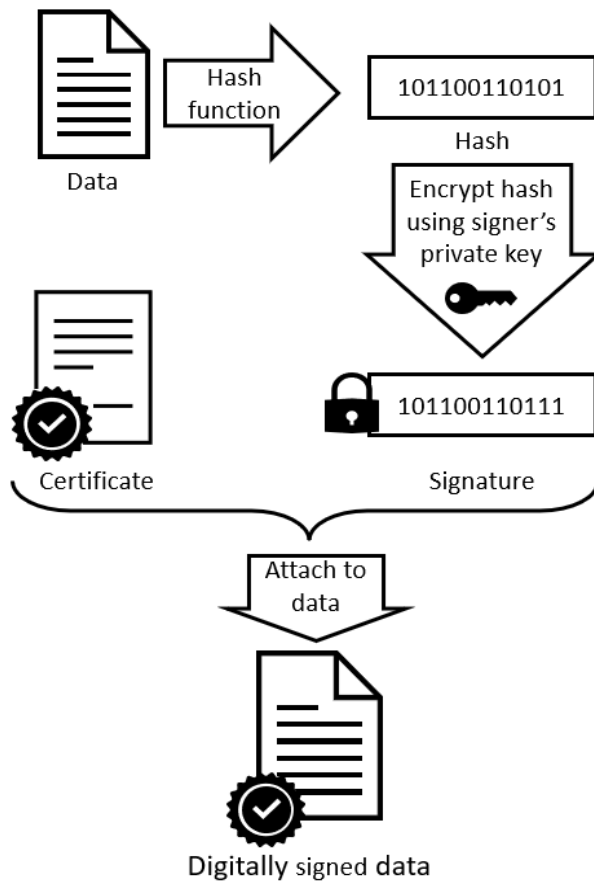 Hash
function
101100110101
Data
Hash
Encrypt hash
using signer's
private key
101100110111
Certificate
Signature
Attach to
data
Digitally signed data